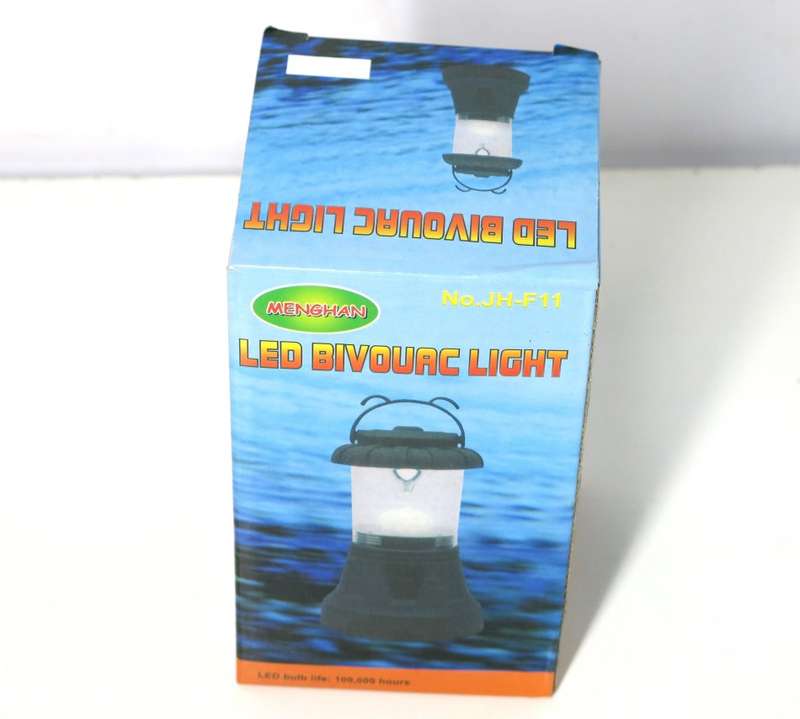 LED BIVOUAC LIGHT
MENGHAN
No.JH-F11
LED BIVOUAC LIGHT
LED bulb life: 100,000 hours